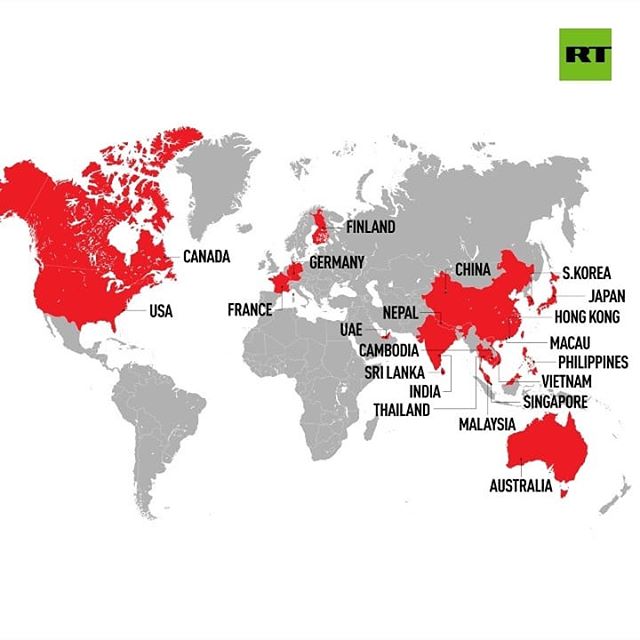 RT
FINLAND
CANADA
GERMANY
CHINA
S.KOREA
JAPAN
USA
FRANCE
NEPAL
HONG KONG
UAE
MACAU
CAMBODIA
PHILIPPINES
SRI LANKA
VIETNAM
INDIA
SINGAPORE
THAILAND
MALAYSIA
AUSTRALIA